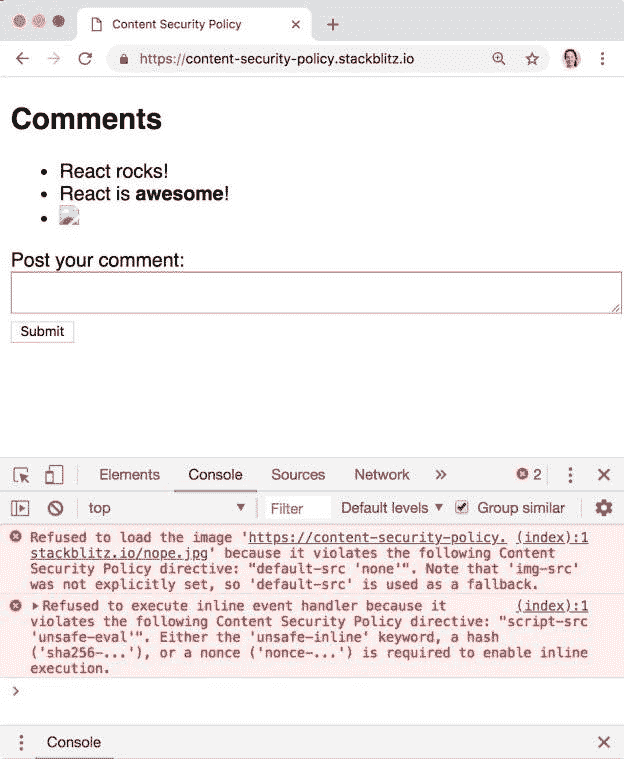 Content Security Policy
https://content-security-policy.stackblitz.io
Comments
React rocks!
React is awesome!
Post your comment:
Submit
Elements Console Sources Network » 2
top Filter Default levels Group similar
Refused to load the image 'https://content-security-policy. (index):1
stackblitz.io/nope.jpg' because it violates the following Content
Security Policy directive: "default-src 'none'". Note that 'img-src'
was not explicitly set, so 'default-src' is used as a fallback.
Refused to execute inline event handler because it (index):1
violates the following Content Security Policy directive: "script-src
'unsafe-eval'". Either the 'unsafe-inline' keyword, a hash
('sha256-...'), or a nonce ('nonce-...') is required to enable inline
execution.
Console